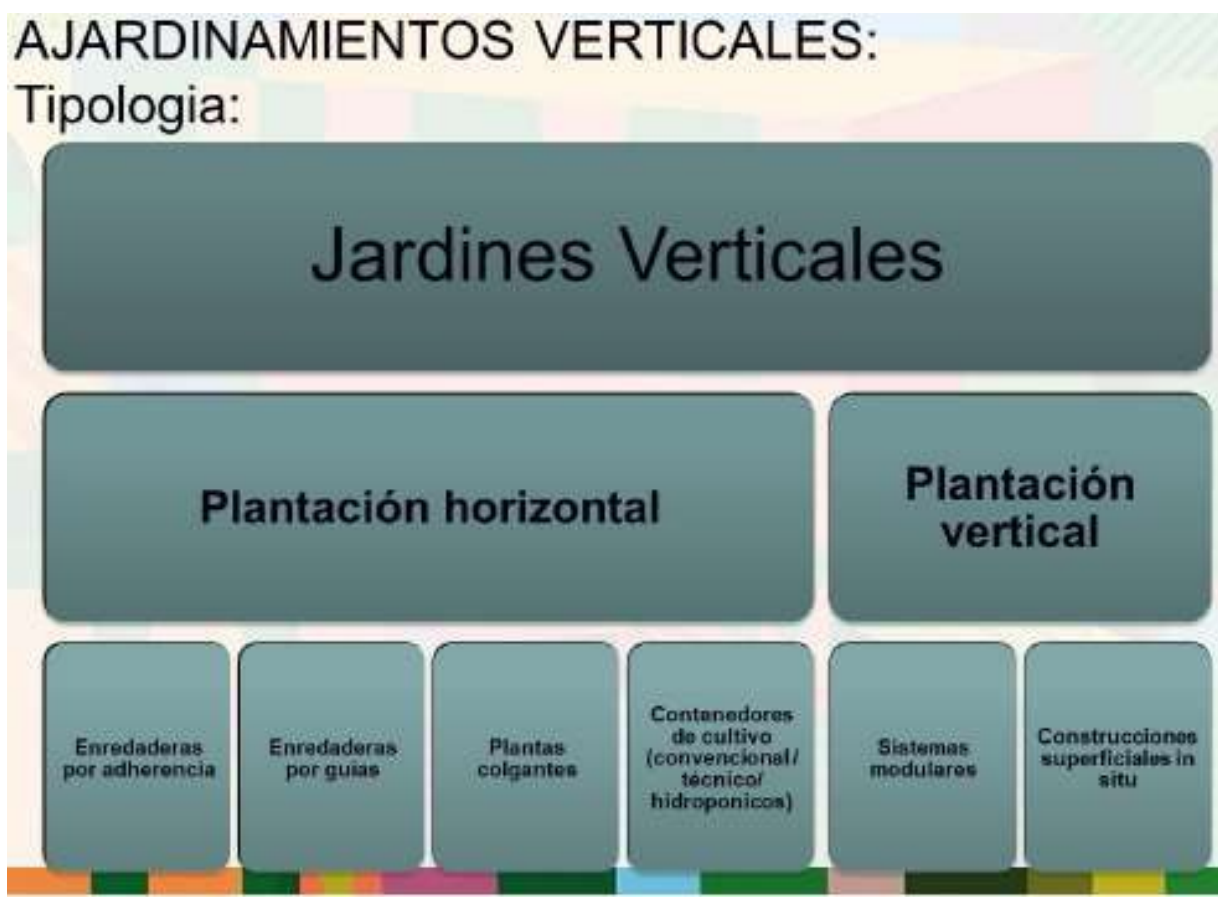 AJARDINAMIENTOS VERTICALES:
Tipologia:
Jardines Verticales
Plantación horizontal
Plantación
vertical
Enredaderas
por adherencia
Enredaderas
por guias
Plantas
colgantes
Contenedores
de cultivo
(convencional/
técnico/
hidroponicos)
Sistemas
modulares
Construcciones
superficiales in
situ